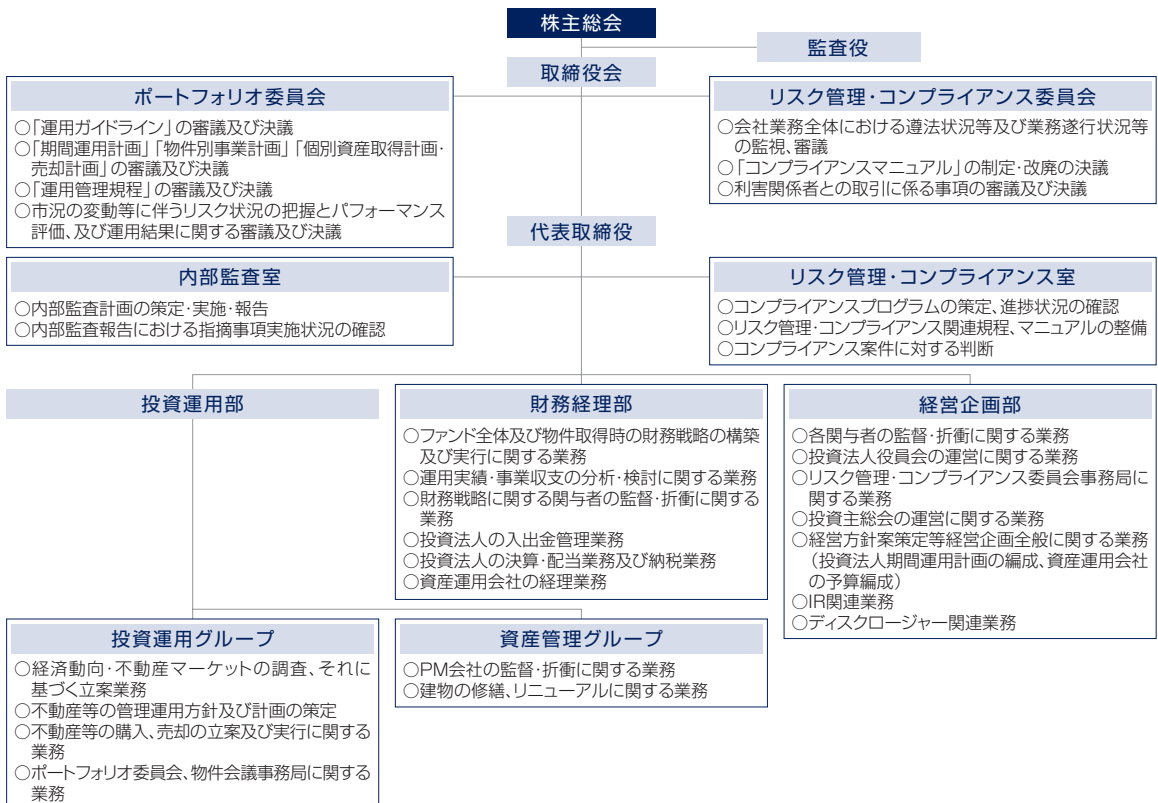 株主総会
監査役
取締役会
ポートフォリオ委員会
○「運用ガイドライン」の審議及び決議
○「期間運用計画」「物件別事業計画」「個別資産取得計画・
売却計画」の審議及び決議
○「運用管理規程」の審議及び決議
○市況の変動等に伴うリスク状況の把握とパフォーマンス
評価、及び運用結果に関する審議及び決議
リスク管理・コンプライアンス委員会
○会社業務全体における遵法状況等及び業務遂行状況等
の監視、審議
○「コンプライアンスマニュアル」の制定・改廃の決議
○利害関係者との取引に係る事項の審議及び決議
代表取締役
内部監査室
○内部監査計画の策定・実施・報告
○内部監査報告における指摘事項実施状況の確認
リスク管理・コンプライアンス室
○コンプライアンスプログラムの策定、進捗状況の確認
○リスク管理・コンプライアンス関連規程、マニュアルの整備
○コンプライアンス案件に対する判断
投資運用部
財務経理部
○ファンド全体及び物件取得時の財務戦略の構築
及び実行に関する業務
○運用実績・事業収支の分析・検討に関する業務
○財務戦略に関する関与者の監督・折衝に関する
業務
○投資法人の入出金管理業務
○投資法人の決算・配当業務及び納税業務
○資産運用会社の経理業務
経営企画部
○各関与者の監督・折衝に関する業務
○投資法人役員会の運営に関する業務
○リスク管理・コンプライアンス委員会事務局に
関する業務
○投資主総会の運営に関する業務
○経営方針案策定等経営企画全般に関する業務
（投資法人期間運用計画の編成、資産運用会社
の予算編成）
○IR関連業務
○ディスクロージャー関連業務
投資運用グループ
○経済動向・不動産マーケットの調査、それに
基づく立案業務
○不動産等の管理運用方針及び計画の策定
○不動産等の購入、売却の立案及び実行に関する
業務
○ポートフォリオ委員会、物件会議事務局に関する
業務
資産管理グループ
○PM会社の監督・折衝に関する業務
○建物の修繕、リニューアルに関する業務